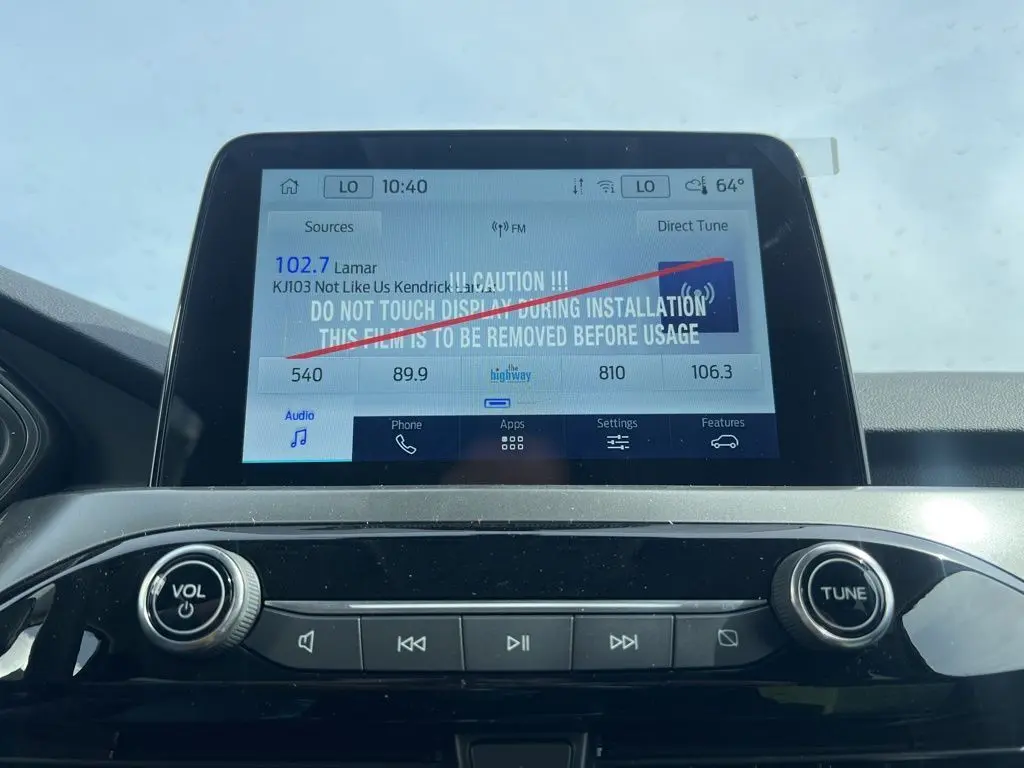 LO 10:40 LO 64°
Sources FM Direct Tune
102.7 Lamar
KJ103 Not Like Us Kendrick Lamar
!!! CAUTION !!!
DO NOT TOUCH DISPLAY DURING INSTALLATION
THIS FILM IS TO BE REMOVED BEFORE USAGE
540 89.9 the highway 810 106.3
Audio Phone Apps Settings Features
VOL TUNE